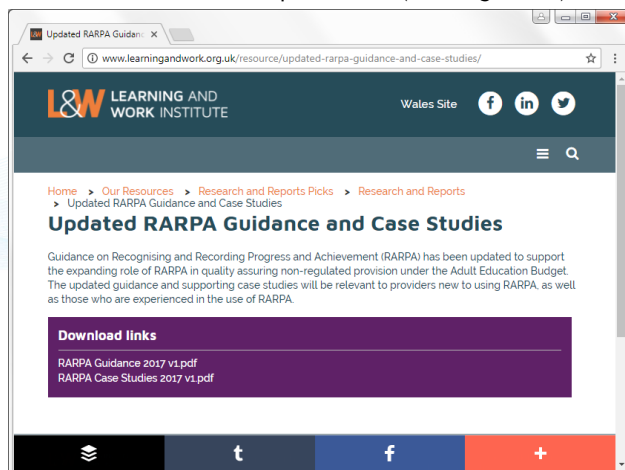 Updated RARPA Guidanc
www.learningandwork.org.uk/resource/updated-rarpa-guidance-and-case-studies/
L&W LEARNING AND
WORK INSTITUTE
Wales Site
Home > Our Resources > Research and Reports Picks > Research and Reports
> Updated RARPA Guidance and Case Studies
Updated RARPA Guidance and Case Studies
Guidance on Recognising and Recording Progress and Achievement (RARPA) has been updated to support
the expanding role of RARPA in quality assuring non-regulated provision under the Adult Education Budget.
The updated guidance and supporting case studies will be relevant to providers new to using RARPA, as well
as those who are experienced in the use of RARPA.
Download links
RARPA Guidance 2017 v1.pdf
RARPA Case Studies 2017 v1.pdf